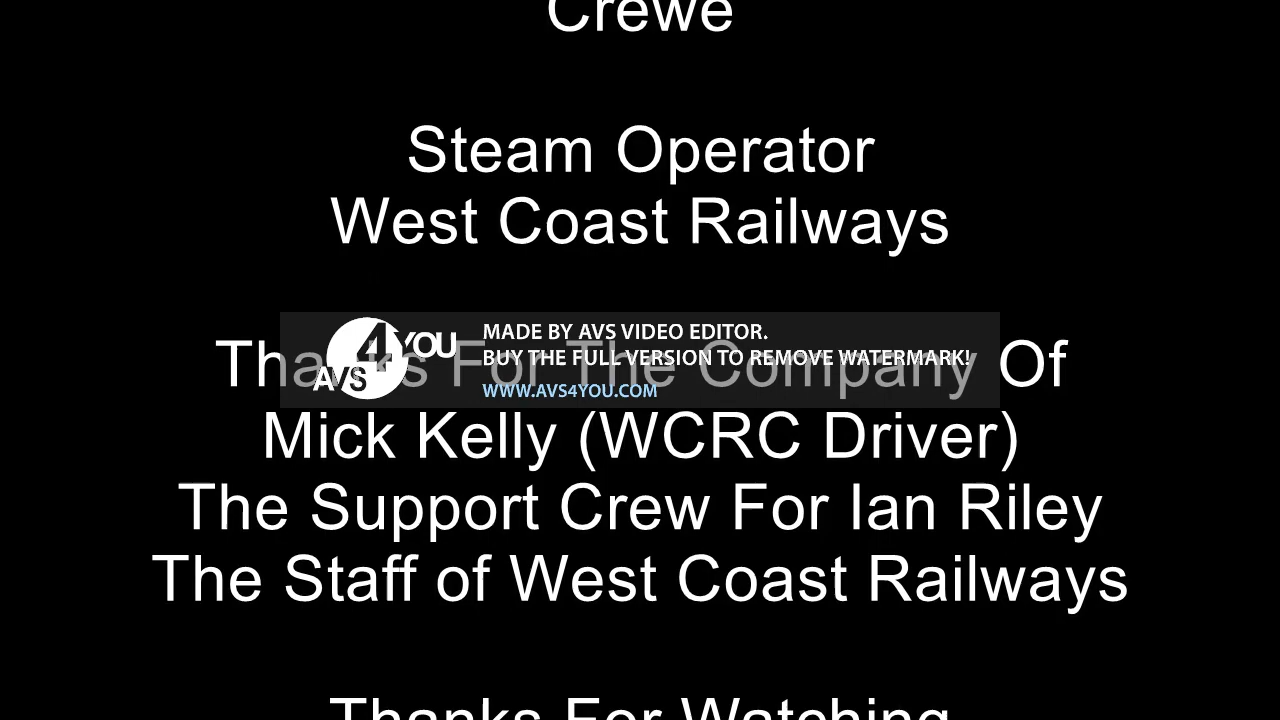 Crewe
Steam Operator
West Coast Railways
Thanks For The Company Of
AVS4YOU
MADE BY AVS VIDEO EDITOR.
BUY THE FULL VERSION TO REMOVE WATERMARK!
WWW.AVS4YOU.COM
Mick Kelly (WCRC Driver)
The Support Crew For Ian Riley
The Staff of West Coast Railways
Thanks For Watching